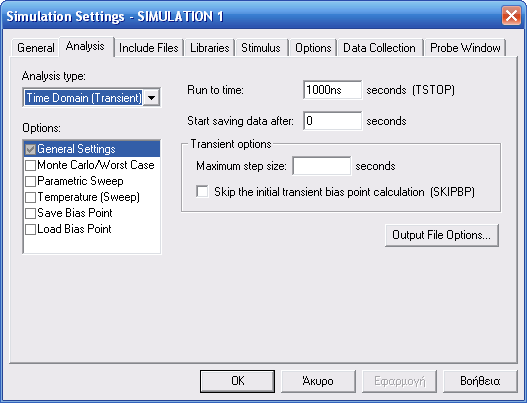 Simulation Settings - SIMULATION 1
General Analysis Include Files Libraries Stimulus Options Data Collection Probe Window
Analysis type:
Time Domain (Transient)
Options:
General Settings
Monte Carlo/Worst Case
Parametric Sweep
Temperature (Sweep)
Save Bias Point
Load Bias Point
Run to time: 1000ns seconds (TSTOP)
Start saving data after: 0 seconds
Transient options
Maximum step size: seconds
Skip the initial transient bias point calculation (SKIPBP)
Output File Options...
OK Άκυρο Εφαρμογή Βοήθεια